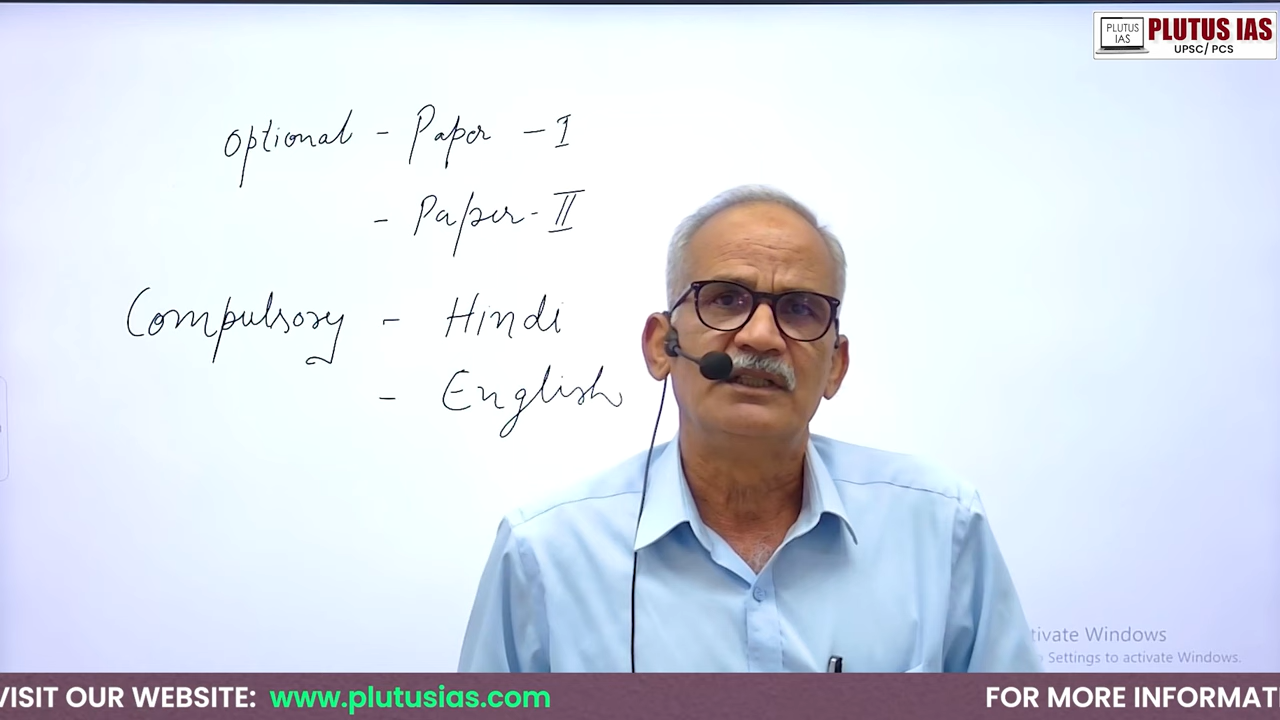 PLUTUS IAS
PLUTUS IAS
UPSC/ PCS
optional - Paper - I
- Paper - II
Compulsory - Hindi
- English
tivate Windows
Settings to activate Windows.
VISIT OUR WEBSITE: www.plutusias.com
FOR MORE INFORMAT